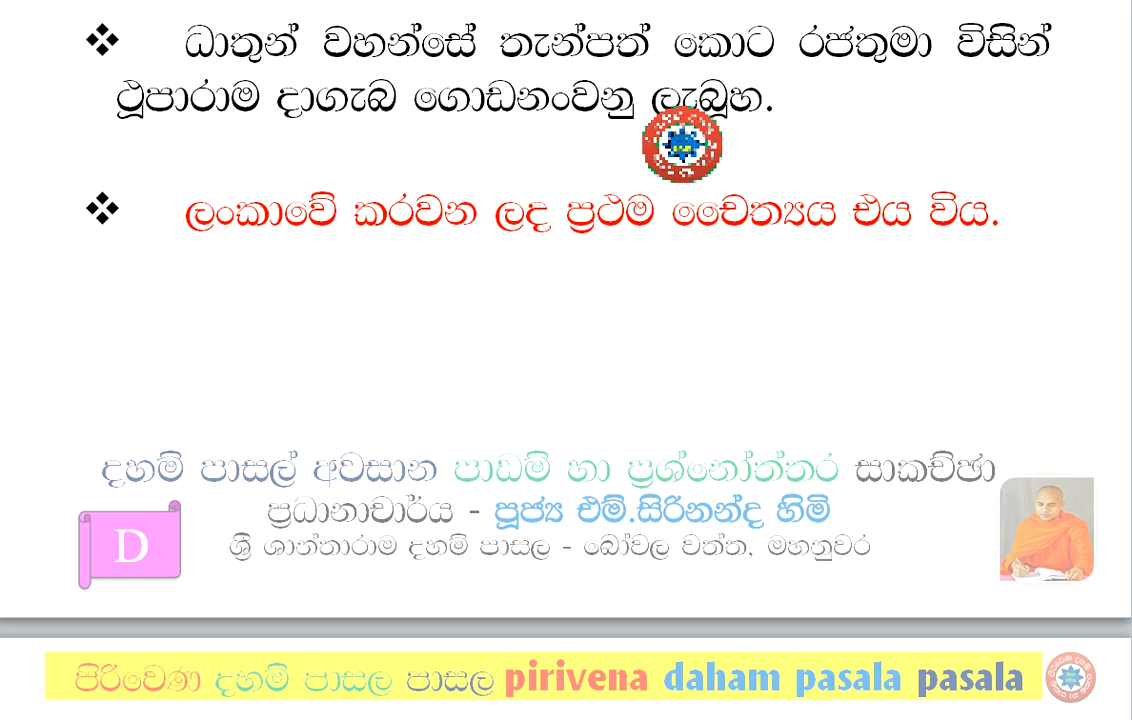 ❖ ධාතුන් වහන්සේ තැන්පත් කොට රජතුමා විසින්
ථූපාරාම දාගැබ ගොඩනංවනු ලැබූහ.
❖ ලංකාවේ කරවන ලද ප්‍රථම චෛත්‍යය එය විය.
දහම් පාසල් අවසාන පාඩම් හා ප්‍රශ්නෝත්තර සාකච්ඡා
ප්‍රධානාචාර්ය - පූජ්‍ය එම්.සිරිනන්ද හිමි
ශ්‍රී ශාන්තාරාම දහම් පාසල - බෝවල වත්ත, මහනුවර
D
පිරිවෙණ දහම් පාසල පාසල pirivena daham pasala pasala